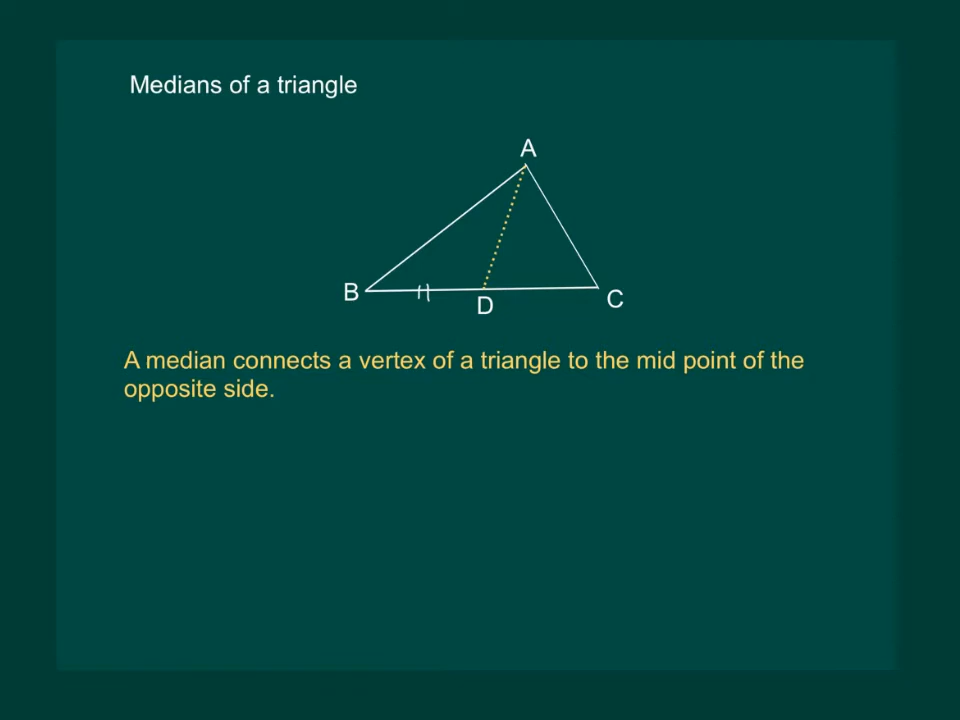 Medians of a triangle
A
B
D
C
A median connects a vertex of a triangle to the mid point of the
opposite side.